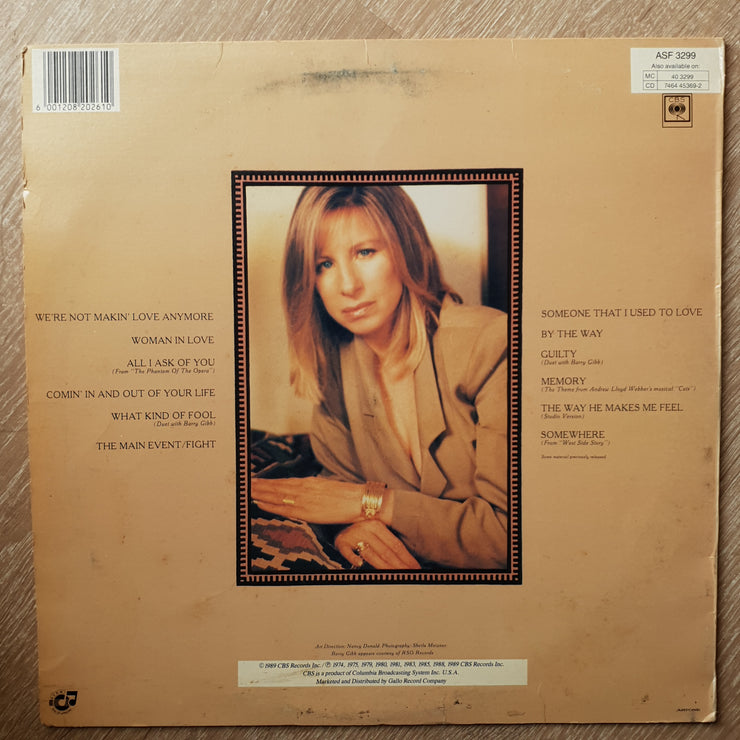 6 001208 202610
ASF 3299
Also available on:
MC 40 3299
CD 7464 45369-2
CBS
WE'RE NOT MAKIN' LOVE ANYMORE
WOMAN IN LOVE
ALL I ASK OF YOU
(From "The Phantom Of The Opera")
COMIN' IN AND OUT OF YOUR LIFE
WHAT KIND OF FOOL
(Duet with Barry Gibb)
THE MAIN EVENT/FIGHT
SOMEONE THAT I USED TO LOVE
BY THE WAY
GUILTY
(Duet with Barry Gibb)
MEMORY
(The Theme from Andrew Lloyd Webber's musical "Cats")
THE WAY HE MAKES ME FEEL
(Studio Version)
SOMEWHERE
(From "West Side Story")
Some material previously released
Art Direction: Nancy Donald Photography: Sheila Metzner
Barry Gibb appears courtesy of RSO Records
© 1989 CBS Records Inc. / ℗ 1974, 1975, 1979, 1980, 1981, 1983, 1985, 1988, 1989 CBS Records Inc.
CBS is a product of Columbia Broadcasting System Inc. U.S.A.
Marketed and Distributed by Gallo Record Company
ARTONE